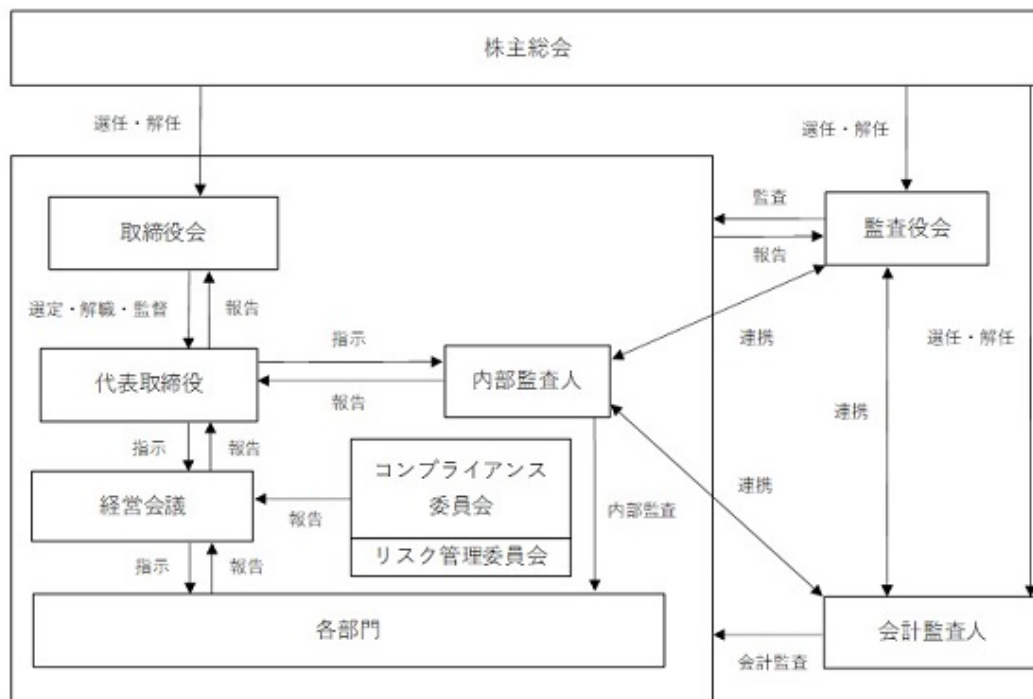 株主総会
選任・解任
選任・解任
取締役会
監査
監査役会
報告
選定・解職・監督
報告
指示
連携
選任・解任
代表取締役
内部監査人
報告
連携
指示
報告
コンプライアンス
委員会
経営会議
報告
連携
内部監査
リスク管理委員会
指示
報告
各部門
会計監査人
会計監査